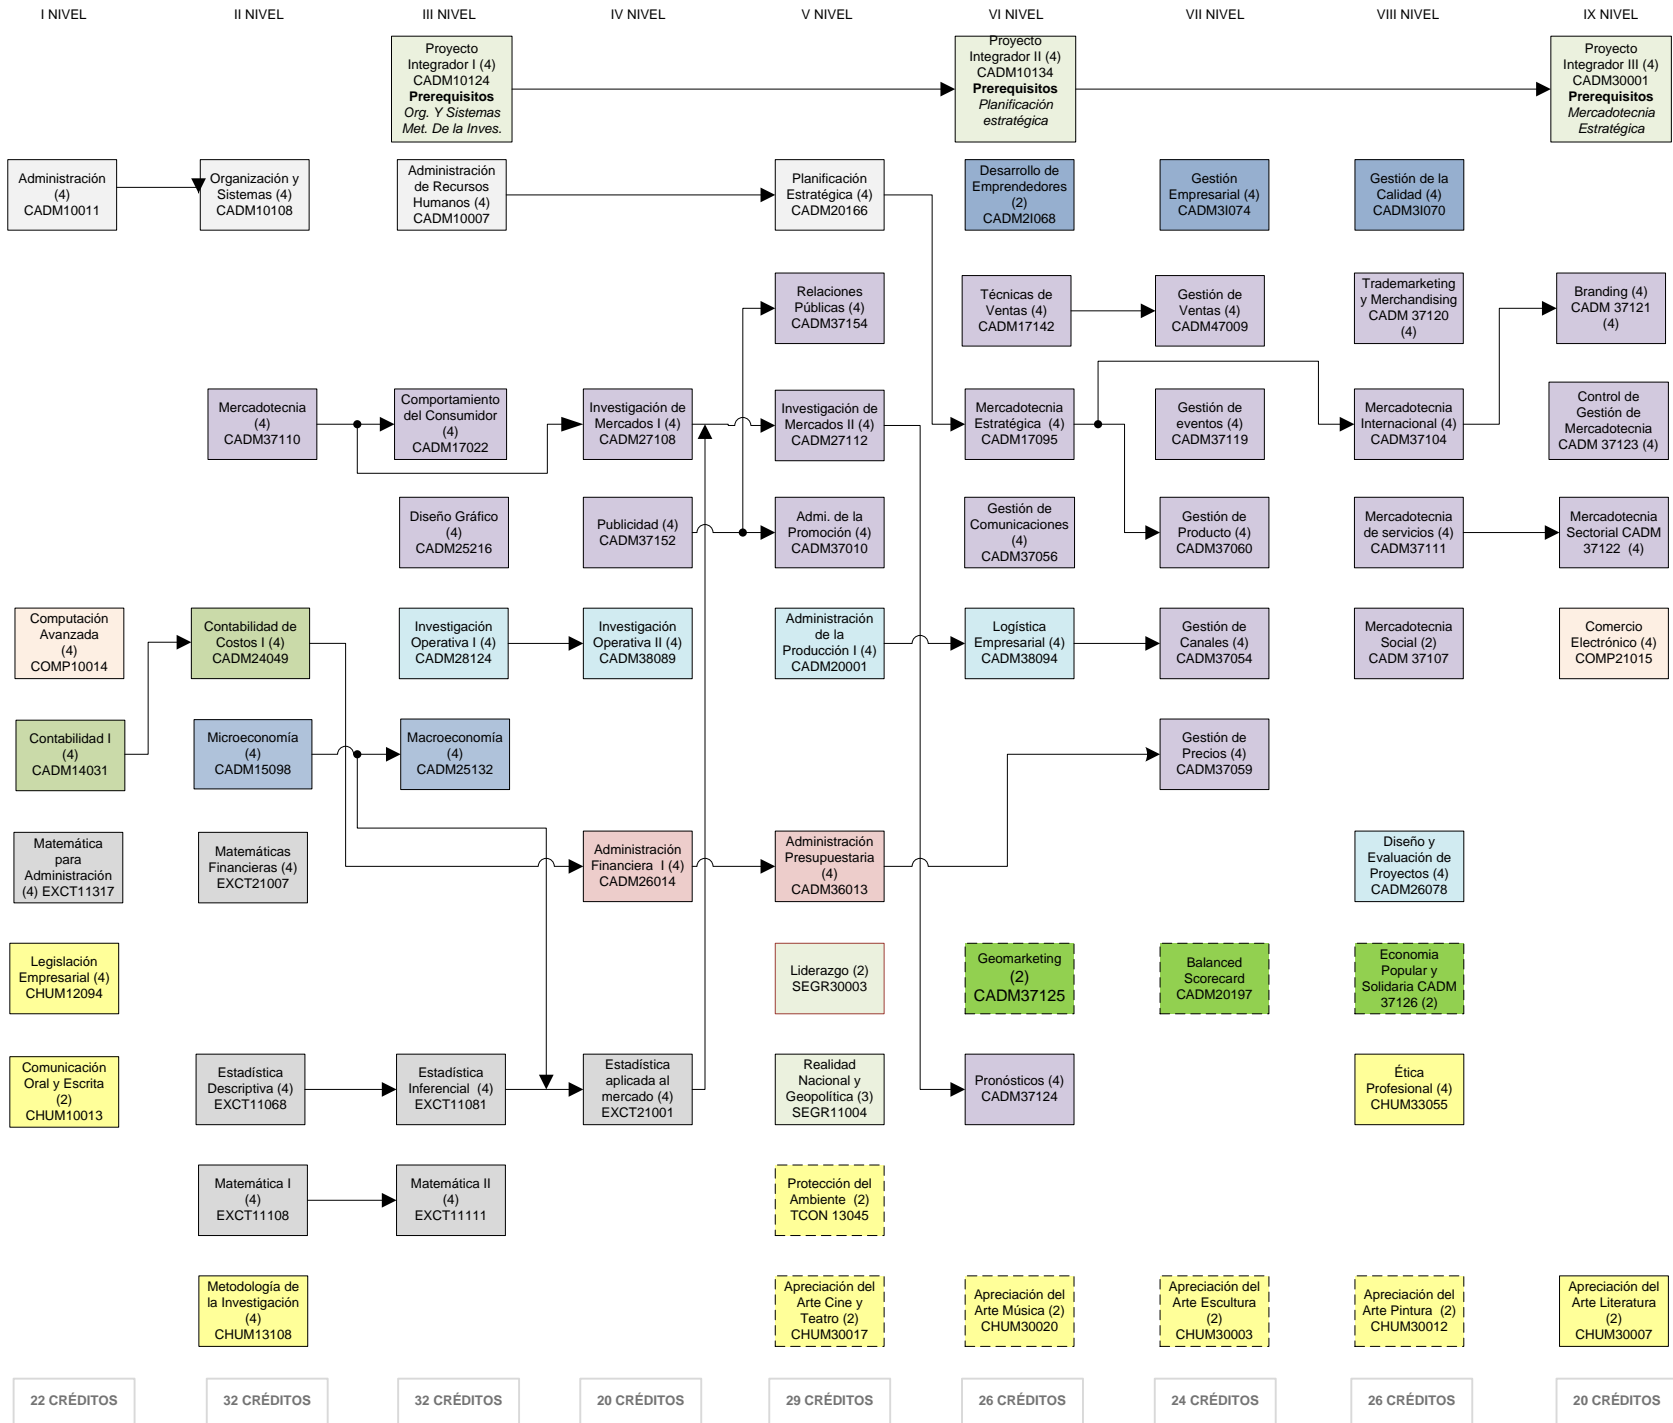 I NIVEL
II NIVEL
III NIVEL
IV NIVEL
V NIVEL
VI NIVEL
VII NIVEL
VIII NIVEL
IX NIVEL
Proyecto
Integrador I (4)
CADM10124
Prerequisitos
Org. Y Sistemas
Met. De la Inves.
Proyecto
Integrador II (4)
CADM10134
Prerequisitos
Planificación
estratégica
Proyecto
Integrador III (4)
CADM30001
Prerequisitos
Mercadotecnia
Estratégica
Administración
(4)
CADM10011
Organización y
Sistemas (4)
CADM10108
Administración
de Recursos
Humanos (4)
CADM10007
Planificación
Estratégica (4)
CADM20166
Desarrollo de
Emprendedores
(2)
CADM2I068
Gestión
Empresarial (4)
CADM3I074
Gestión de la
Calidad (4)
CADM3I070
Relaciones
Públicas (4)
CADM37154
Técnicas de
Ventas (4)
CADM17142
Gestión de
Ventas (4)
CADM47009
Trademarketing
y Merchandising
CADM 37120
(4)
Branding (4)
CADM 37121
(4)
Mercadotecnia
(4)
CADM37110
Comportamiento
del Consumidor
(4)
CADM17022
Investigación de
Mercados I (4)
CADM27108
Investigación de
Mercados II (4)
CADM27112
Mercadotecnia
Estratégica (4)
CADM17095
Gestión de
eventos (4)
CADM37119
Mercadotecnia
Internacional (4)
CADM37104
Control de
Gestión de
Mercadotecnia
CADM 37123 (4)
Diseño Gráfico
(4)
CADM25216
Publicidad (4)
CADM37152
Admi. de la
Promoción (4)
CADM37010
Gestión de
Comunicaciones
(4)
CADM37056
Gestión de
Producto (4)
CADM37060
Mercadotecnia
de servicios (4)
CADM37111
Mercadotecnia
Sectorial CADM
37122 (4)
Computación
Avanzada
(4)
COMP10014
Contabilidad de
Costos I (4)
CADM24049
Investigación
Operativa I (4)
CADM28124
Investigación
Operativa II (4)
CADM38089
Administración
de la
Producción I (4)
CADM20001
Logística
Empresarial (4)
CADM38094
Gestión de
Canales (4)
CADM37054
Mercadotecnia
Social (2)
CADM 37107
Comercio
Electrónico (4)
COMP21015
Contabilidad I
(4)
CADM14031
Microeconomía
(4)
CADM15098
Macroeconomía
(4)
CADM25132
Gestión de
Precios (4)
CADM37059
Matemática
para
Administración
(4) EXCT11317
Matemáticas
Financieras (4)
EXCT21007
Administración
Financiera I (4)
CADM26014
Administración
Presupuestaria
(4)
CADM36013
Diseño y
Evaluación de
Proyectos (4)
CADM26078
Legislación
Empresarial (4)
CHUM12094
Liderazgo (2)
SEGR30003
Geomarketing
(2)
CADM37125
Balanced
Scorecard
CADM20197
Economia
Popular y
Solidaria CADM
37126 (2)
Comunicación
Oral y Escrita
(2)
CHUM10013
Estadística
Descriptiva (4)
EXCT11068
Estadística
Inferencial (4)
EXCT11081
Estadística
aplicada al
mercado (4)
EXCT21001
Realidad
Nacional y
Geopolítica (3)
SEGR11004
Pronósticos (4)
CADM37124
Ética
Profesional (4)
CHUM33055
Matemática I
(4)
EXCT11108
Matemática II
(4)
EXCT11111
Protección del
Ambiente (2)
TCON 13045
Metodología de
la Investigación
(4)
CHUM13108
Apreciación del
Arte Cine y
Teatro (2)
CHUM30017
Apreciación del
Arte Música (2)
CHUM30020
Apreciación del
Arte Escultura
(2)
CHUM30003
Apreciación del
Arte Pintura (2)
CHUM30012
Apreciación del
Arte Literatura
(2)
CHUM30007
22 CRÉDITOS
32 CRÉDITOS
32 CRÉDITOS
20 CRÉDITOS
29 CRÉDITOS
26 CRÉDITOS
24 CRÉDITOS
26 CRÉDITOS
20 CRÉDITOS